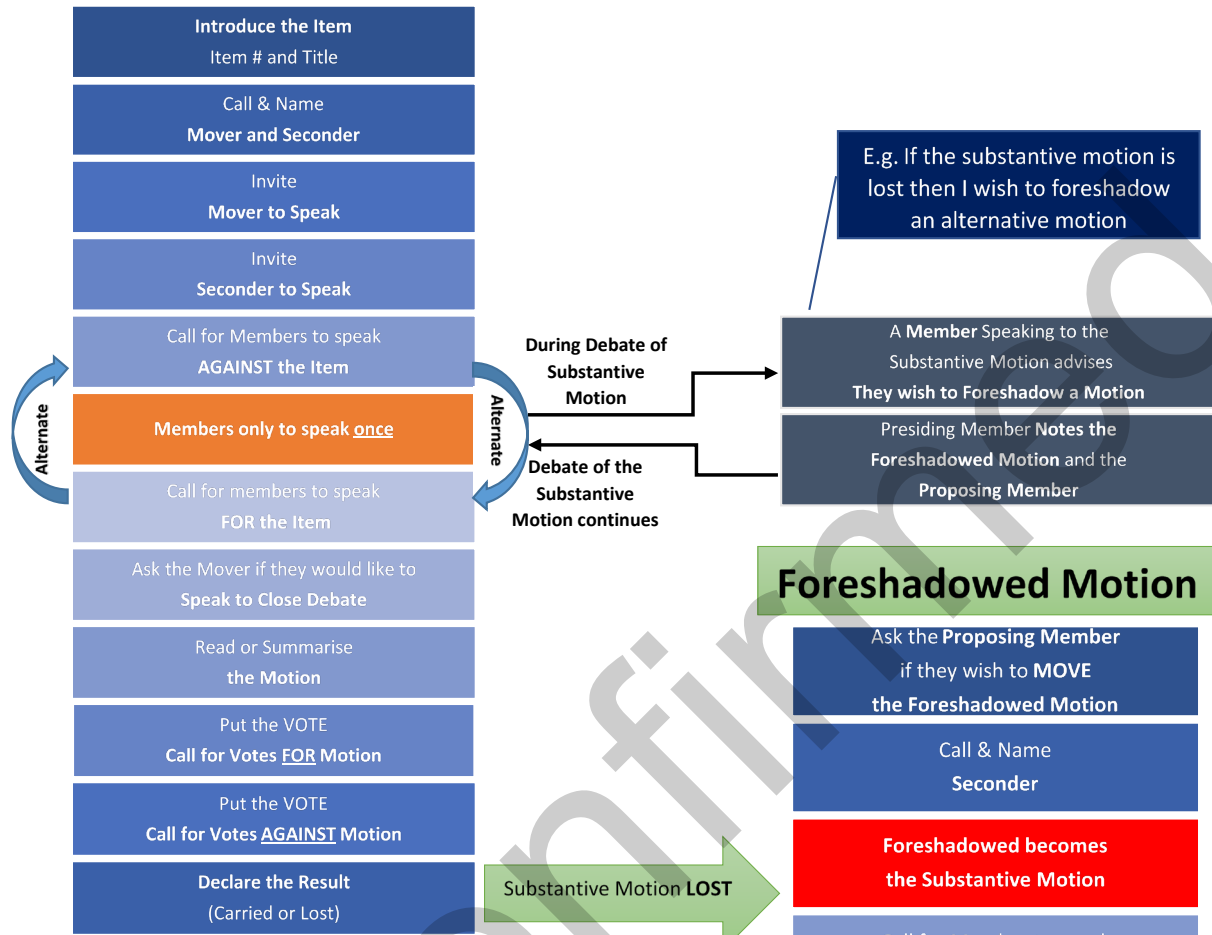 Introduce the Item
Item # and Title
Call & Name
Mover and Seconder
Invite
Mover to Speak
Invite
Seconder to Speak
Call for Members to speak
AGAINST the Item
Alternate
Members only to speak once
Alternate
Call for members to speak
FOR the Item
Ask the Mover if they would like to
Speak to Close Debate
Read or Summarise
the Motion
Put the VOTE
Call for Votes FOR Motion
Put the VOTE
Call for Votes AGAINST Motion
Declare the Result
(Carried or Lost)
During Debate of
Substantive
Motion
Debate of the
Substantive
Motion continues
E.g. If the substantive motion is
lost then I wish to foreshadow
an alternative motion
A Member Speaking to the
Substantive Motion advises
They wish to Foreshadow a Motion
Presiding Member Notes the
Foreshadowed Motion and the
Proposing Member
Foreshadowed Motion
Ask the Proposing Member
if they wish to MOVE
the Foreshadowed Motion
Call & Name
Seconder
Foreshadowed becomes
the Substantive Motion
Substantive Motion LOST
onfirmed